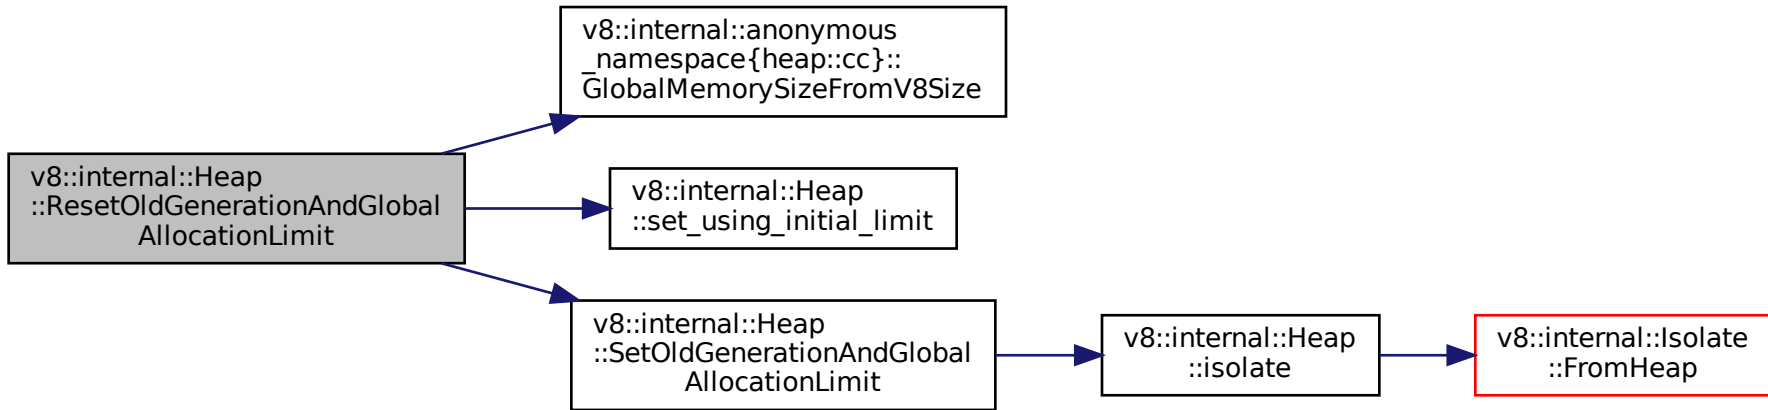 v8::internal::anonymous
_namespace{heap::cc}::
GlobalMemorySizeFromV8Size
v8::internal::Heap
::ResetOldGenerationAndGlobal
AllocationLimit
v8::internal::Heap
::set_using_initial_limit
v8::internal::Heap
::SetOldGenerationAndGlobal
AllocationLimit
v8::internal::Heap
::isolate
v8::internal::Isolate
::FromHeap